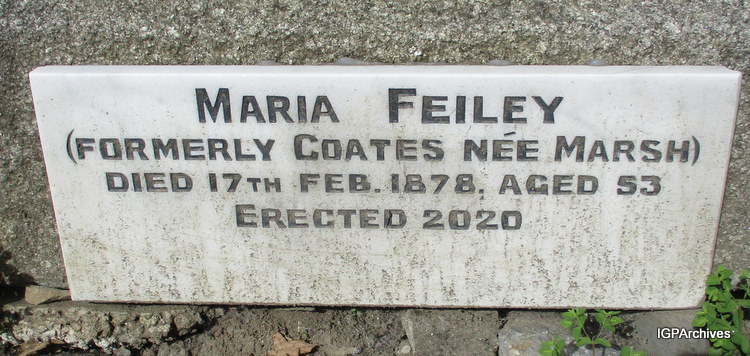 MARIA FEILEY
(FORMERLY COATES NÉE MARSH)
DIED 17TH FEB. 1878, AGED 53
ERECTED 2020
IGPArchives